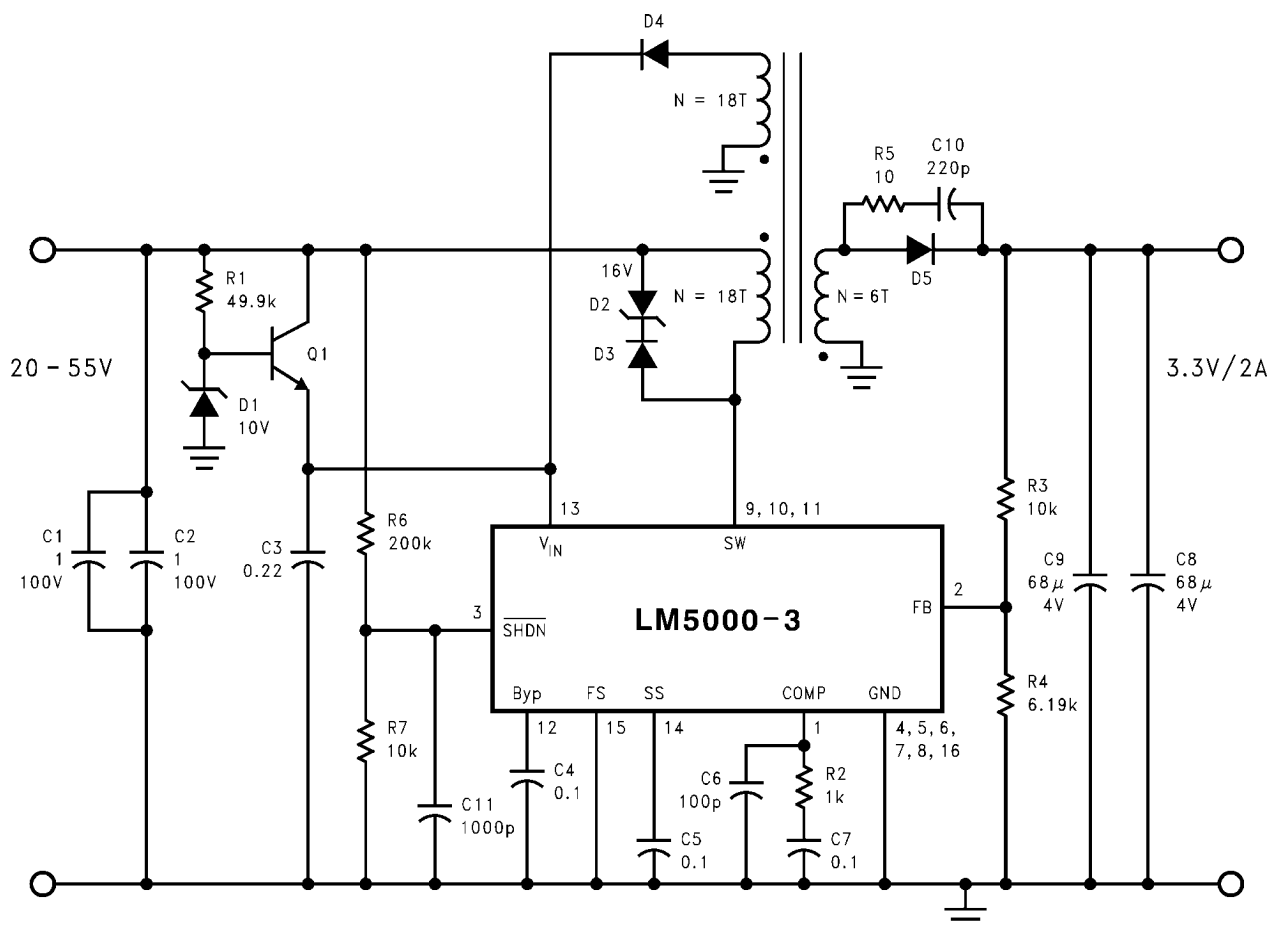 D4
N = 18T
C10
220p
R5
10
R1
49.9k
16V
D2
N = 18T
N = 6T
D5
Q1
D3
20 - 55V
3.3V/2A
D1
10V
13
9, 10, 11
R3
10k
C1
1
100V
C2
1
100V
C3
0.22
R6
200k
VIN
SW
C9
68μ
4V
C8
68μ
4V
3
SHDN
LM5000-3
FB
2
Byp
FS
SS
COMP
GND
R4
6.19k
12
15
14
1
4, 5, 6,
7, 8, 16
R7
10k
C4
0.1
C6
100p
R2
1k
C11
1000p
C5
0.1
C7
0.1